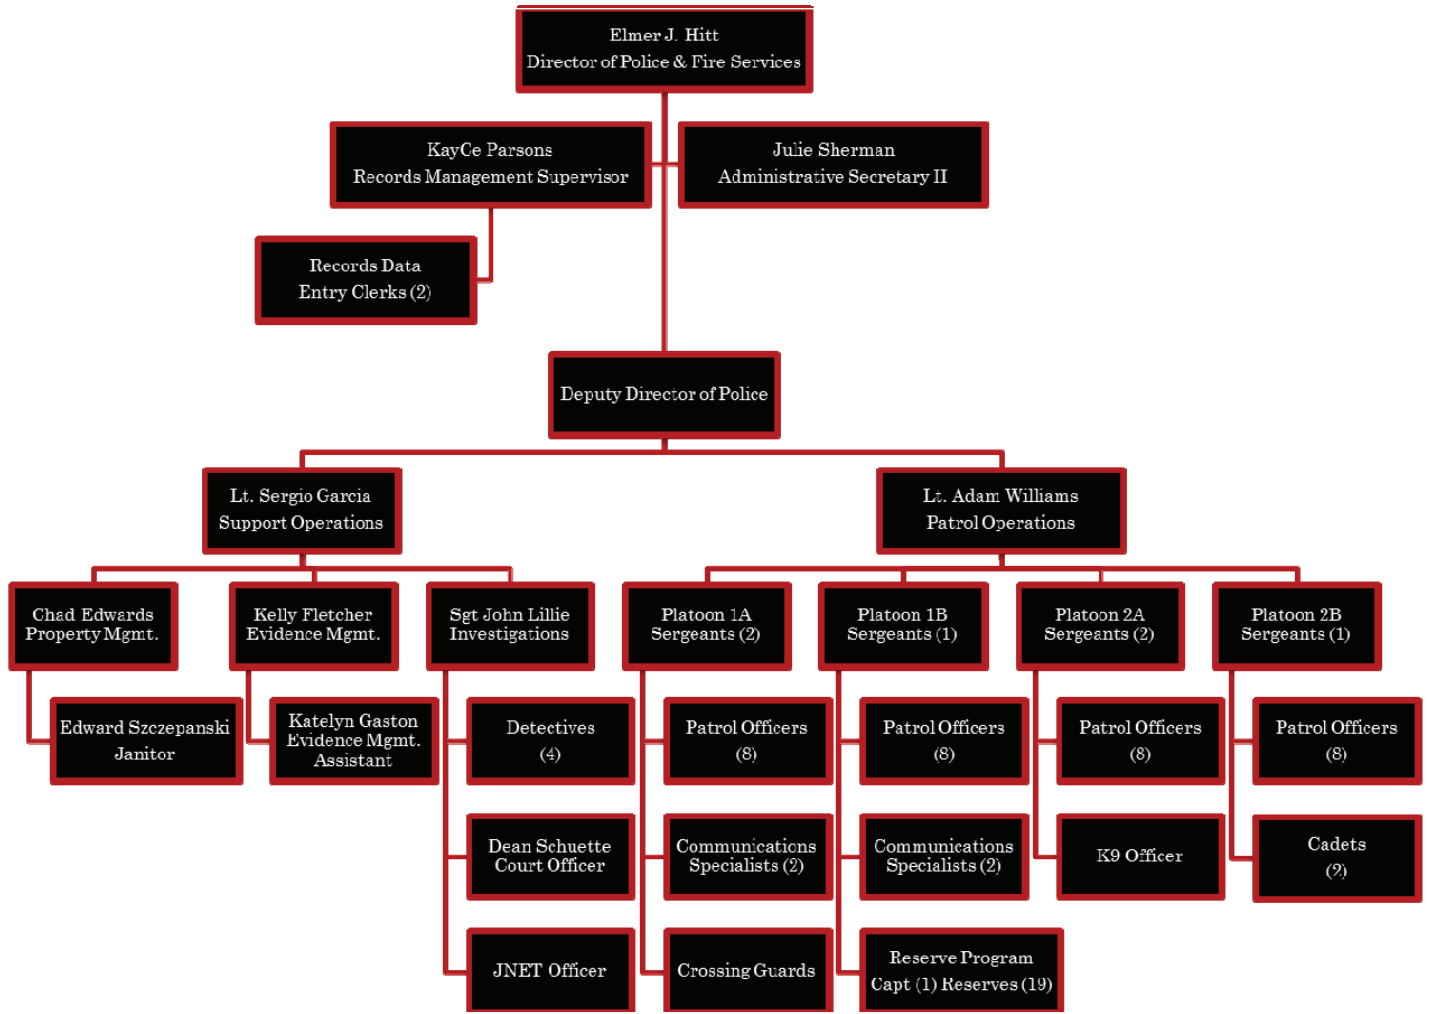 Elmer J. Hitt
Director of Police & Fire Services
KayCe Parsons
Records Management Supervisor
Julie Sherman
Administrative Secretary II
Records Data
Entry Clerks (2)
Deputy Director of Police
Lt. Sergio Garcia
Support Operations
Lt. Adam Williams
Patrol Operations
Chad Edwards
Property Mgmt.
Kelly Fletcher
Evidence Mgmt.
Sgt John Lillie
Investigations
Platoon 1A
Sergeants (2)
Platoon 1B
Sergeants (1)
Platoon 2A
Sergeants (2)
Platoon 2B
Sergeants (1)
Edward Szczepanski
Janitor
Katelyn Gaston
Evidence Mgmt.
Assistant
Detectives
(4)
Patrol Officers
(8)
Patrol Officers
(8)
Patrol Officers
(8)
Patrol Officers
(8)
Dean Schuette
Court Officer
Communications
Specialists (2)
Communications
Specialists (2)
K9 Officer
Cadets
(2)
JNET Officer
Crossing Guards
Reserve Program
Capt (1) Reserves (19)